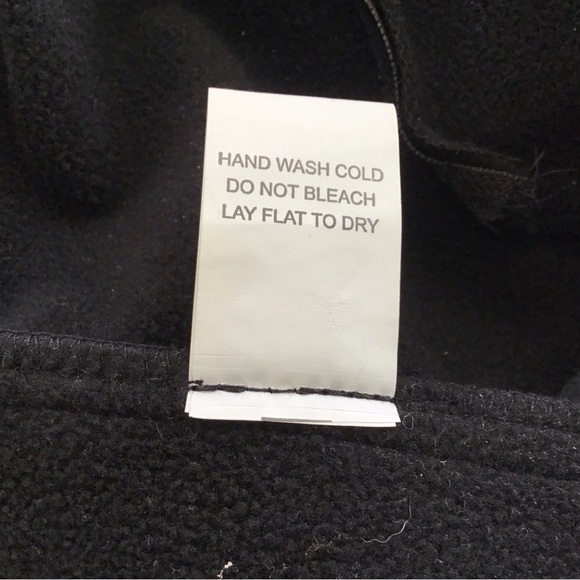 HAND WASH COLD
DO NOT BLEACH
LAY FLAT TO DRY